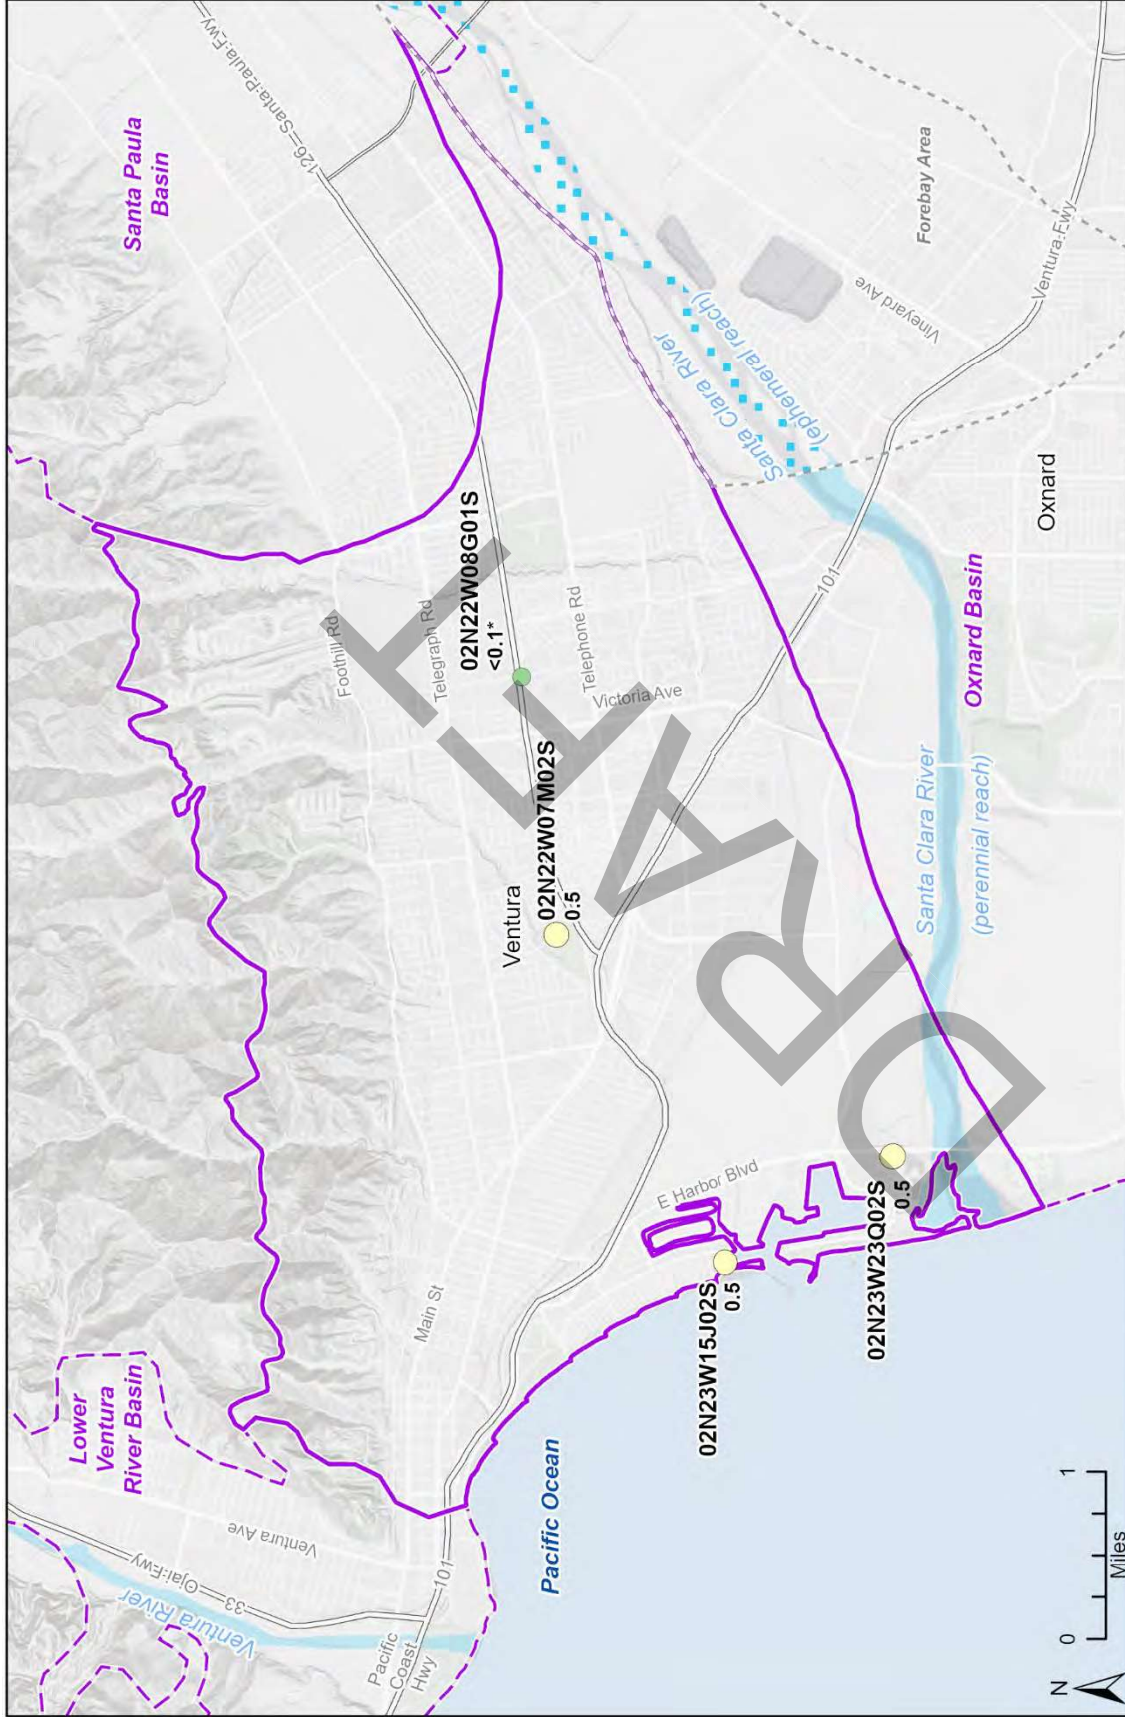 Santa Paula
Basin
126
Santa Paula Fwy
Lower
Ventura
River Basin
Foothill Rd
Telegraph Rd
02N22W08G01S
<0.1*
Telephone Rd
Victoria Ave
Ventura
02N22W07M02S
0.5
Main St
Ventura Ave
Ojai Fwy
33
Ventura River
Pacific
Coast
Hwy
101
Pacific Ocean
E Harbor Blvd
02N23W15J02S
0.5
02N23W23Q02S
0.5
101
Santa Clara River
(ephemeral reach)
Vineyard Ave
Forebay Area
Ventura Fwy
Santa Clara River
(perennial reach)
Oxnard Basin
Oxnard
DRAFT
N
0
1
Miles